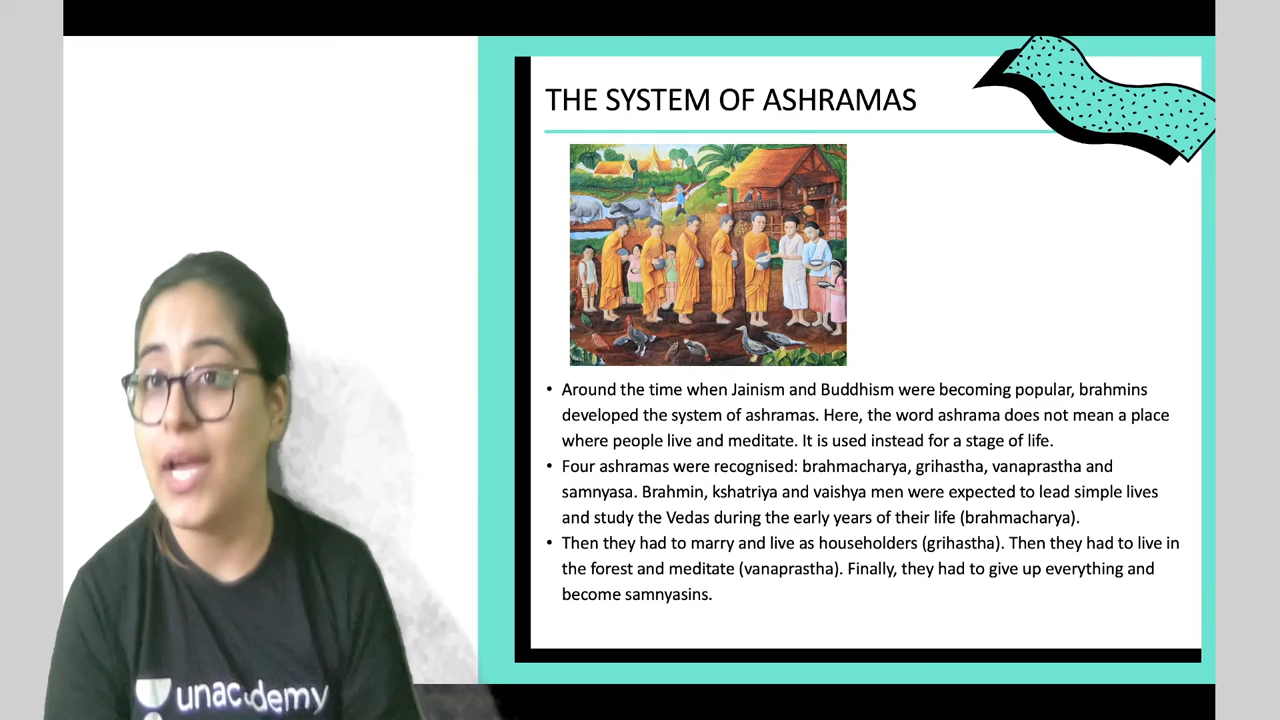 THE SYSTEM OF ASHRAMAS
• Around the time when Jainism and Buddhism were becoming popular, brahmins
developed the system of ashramas. Here, the word ashrama does not mean a place
where people live and meditate. It is used instead for a stage of life.
• Four ashramas were recognised: brahmacharya, grihastha, vanaprastha and
samnyasa. Brahmin, kshatriya and vaishya men were expected to lead simple lives
and study the Vedas during the early years of their life (brahmacharya).
• Then they had to marry and live as householders (grihastha). Then they had to live in
the forest and meditate (vanaprastha). Finally, they had to give up everything and
become samnyasins.
unacademy